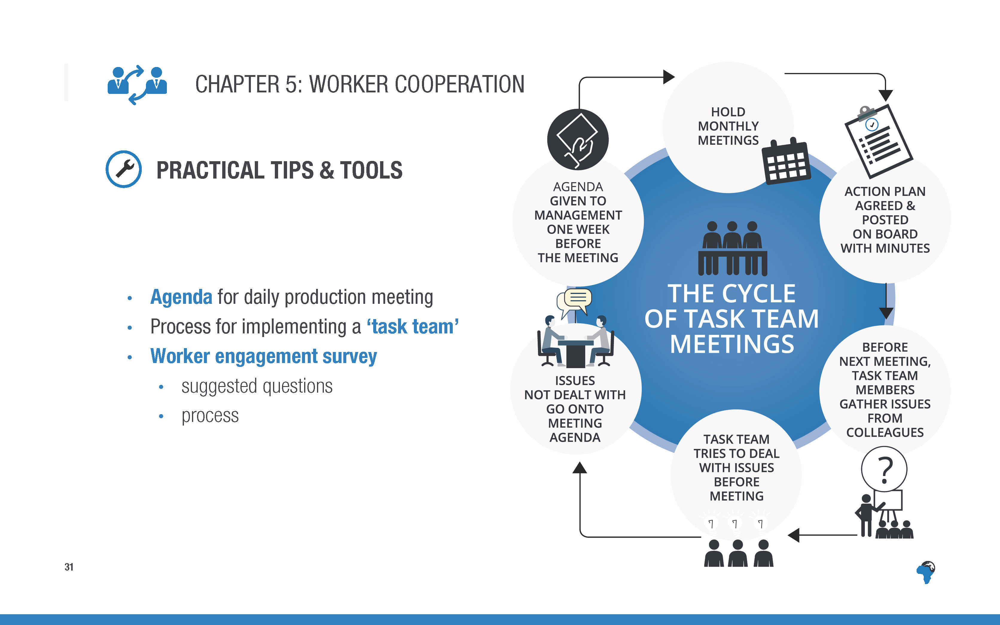 CHAPTER 5: WORKER COOPERATION
PRACTICAL TIPS & TOOLS
• Agenda for daily production meeting
• Process for implementing a ‘task team’
• Worker engagement survey
• suggested questions
• process
THE CYCLE
OF TASK TEAM
MEETINGS
HOLD
MONTHLY
MEETINGS
ACTION PLAN
AGREED &
POSTED
ON BOARD
WITH MINUTES
BEFORE
NEXT MEETING,
TASK TEAM
MEMBERS
GATHER ISSUES
FROM
COLLEAGUES
?
TASK TEAM
TRIES TO DEAL
WITH ISSUES
BEFORE
MEETING
ISSUES
NOT DEALT WITH
GO ONTO
MEETING
AGENDA
AGENDA
GIVEN TO
MANAGEMENT
ONE WEEK
BEFORE
THE MEETING
31